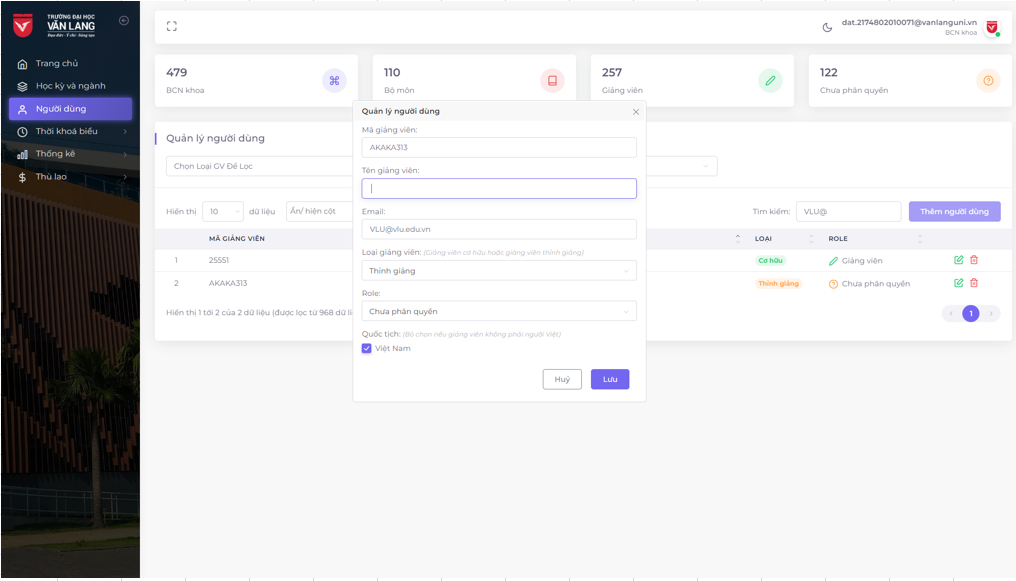 TRƯỜNG ĐẠI HỌC
VĂN LANG
Đạo đức - Ý chí - Sáng tạo
Trang chủ
Học kỳ và ngành
Người dùng
Thời khoá biểu
Thống kê
Thù lao
dat.2174802010071@vanlanguni.vn
BCN khoa
479
BCN khoa
110
Bộ môn
257
Giảng viên
122
Chưa phân quyền
Quản lý người dùng
Chọn Loại GV Để Lọc
Hiển thị 10 dữ liệu Ẩn/ hiện cột
Tìm kiếm: VLU@ Thêm người dùng
MÃ GIẢNG VIÊN LOẠI ROLE
1 25551 Cơ hữu Giảng viên
2 AKAKA313 Thỉnh giảng Chưa phân quyền
Hiển thị 1 tới 2 của 2 dữ liệu (được lọc từ 968 dữ li
1
Quản lý người dùng
Mã giảng viên:
AKAKA313
Tên giảng viên:
Email:
VLU@vlu.edu.vn
Loại giảng viên: (Giảng viên cơ hữu hoặc giảng viên thỉnh giảng)
Thỉnh giảng
Role:
Chưa phân quyền
Quốc tịch: (Bỏ chọn nếu giảng viên không phải người Việt)
Việt Nam
Huỷ Lưu